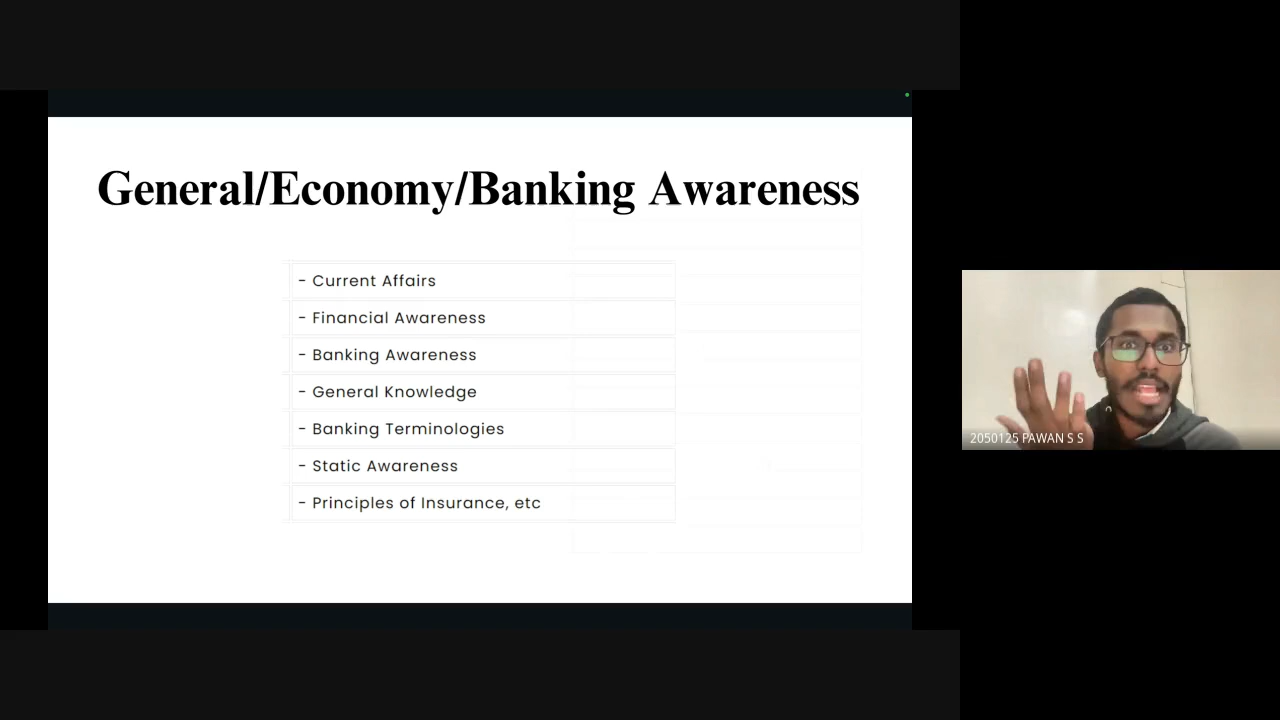 General/Economy/Banking Awareness
- Current Affairs
- Financial Awareness
- Banking Awareness
- General Knowledge
- Banking Terminologies
- Static Awareness
- Principles of Insurance, etc
2050125 PAWAN S S